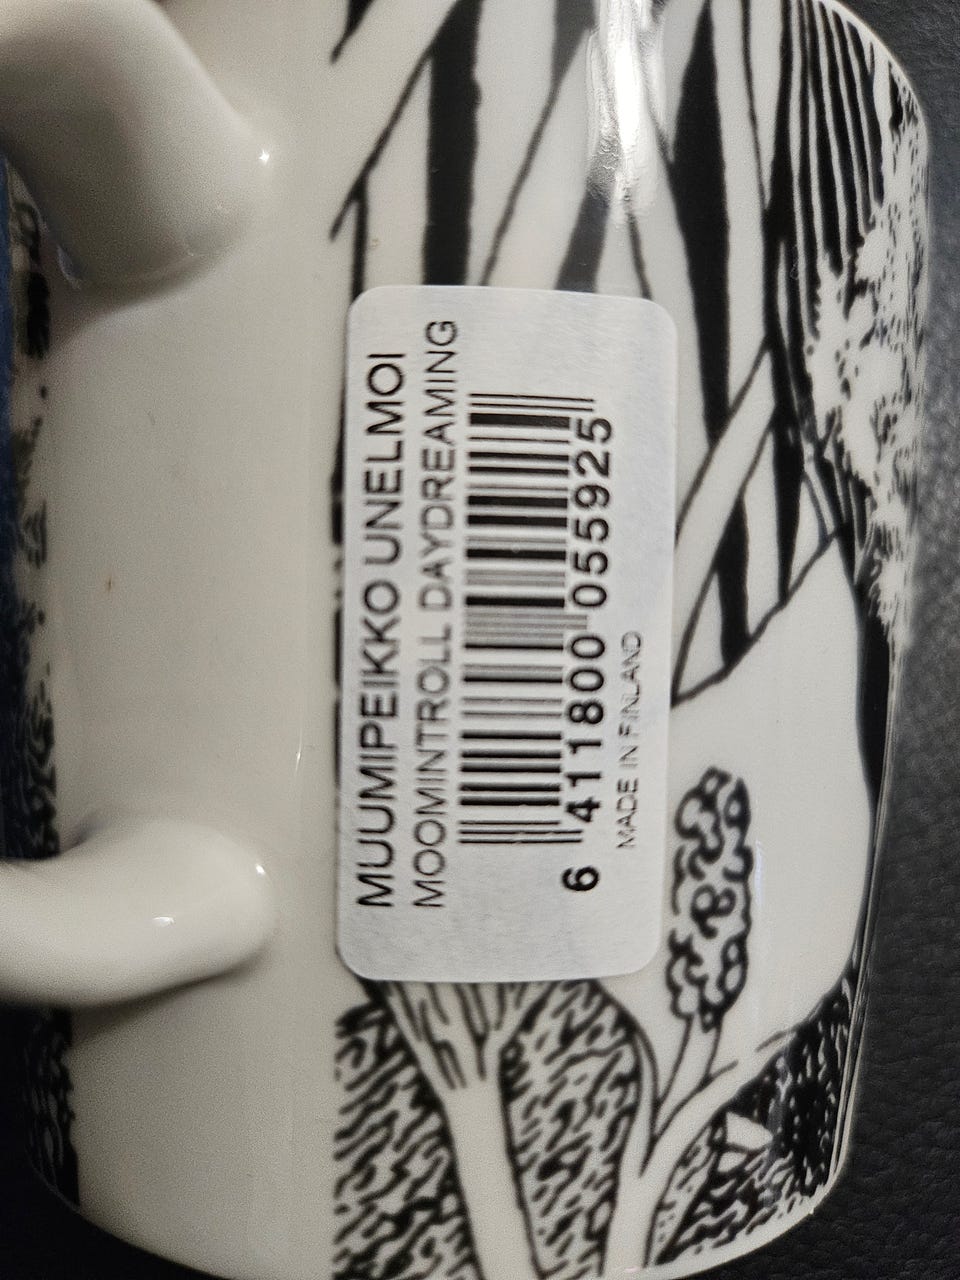 MUUMIPEIKKO UNELMOI
MOOMINTROLL DAYDREAMING
6 411800 055925
MADE IN FINLAND